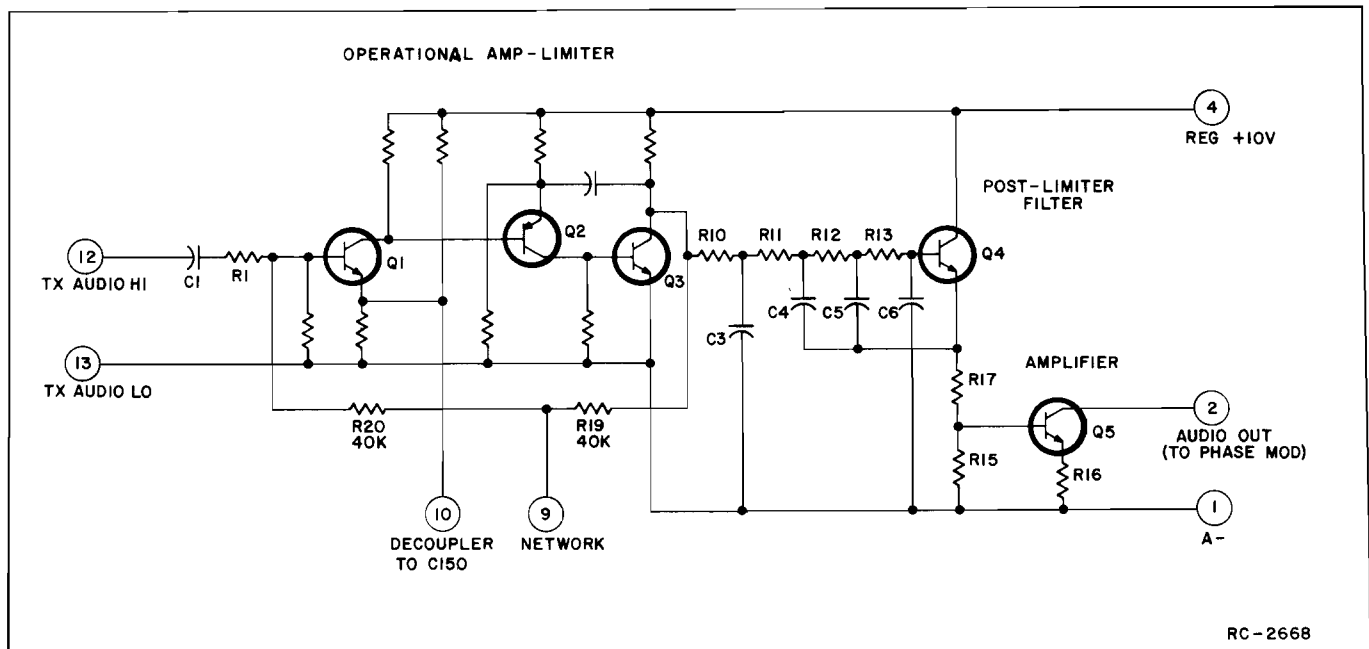 OPERATIONAL AMP-LIMITER
4
REG +10V
POST-LIMITER
FILTER
12
TX AUDIO HI
C1
R1
Q1
Q2
Q3
R10
R11
R12
R13
Q4
C3
C4
C5
C6
13
TX AUDIO LO
R20
40K
R19
40K
R17
AMPLIFIER
Q5
2
AUDIO OUT
(TO PHASE MOD)
R15
R16
10
DECOUPLER
TO C150
9
NETWORK
1
A-
RC-2668